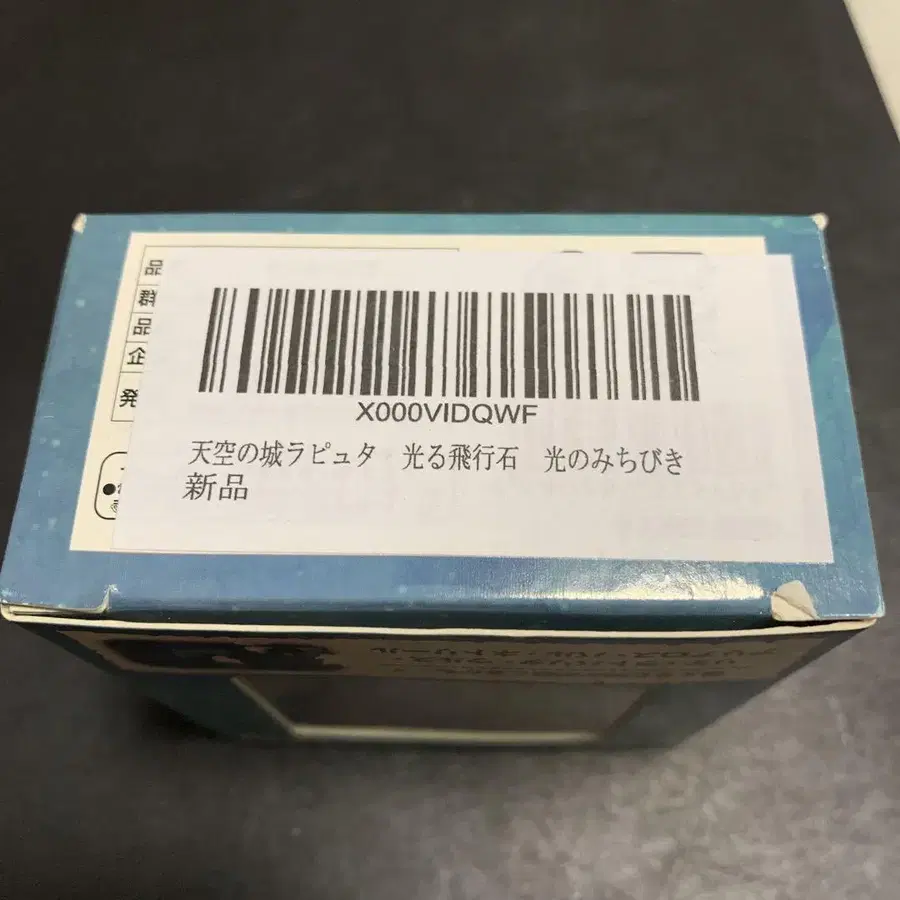 品
群
品
企
発
X000VIDQWF
天空の城ラピュタ 光る飛行石 光のみちびき
新品